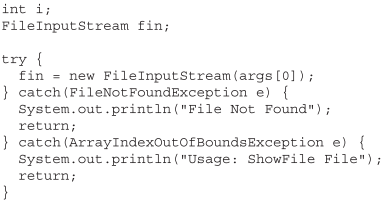 int i;
FileInputStream fin;

try {
  fin = new FileInputStream(args[0]);
} catch(FileNotFoundException e) {
  System.out.println("File Not Found");
  return;
} catch(ArrayIndexOutOfBoundsException e) {
  System.out.println("Usage: ShowFile File");
  return;
}